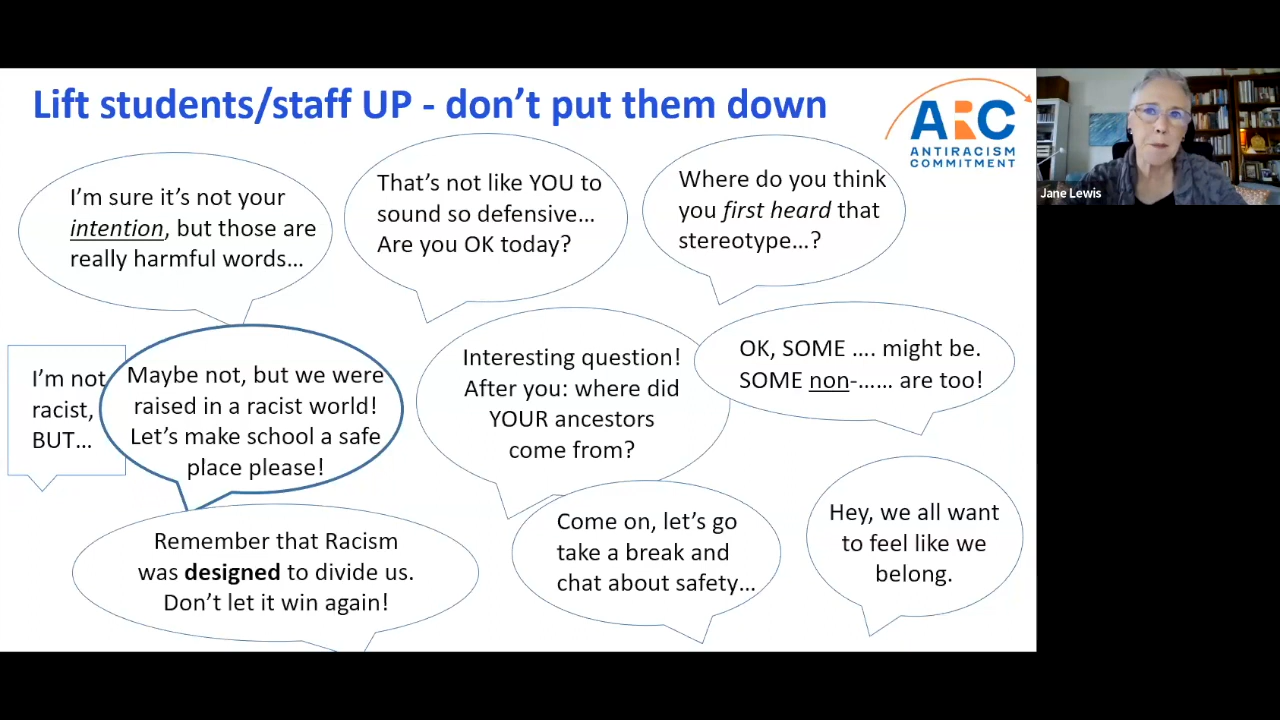 Lift students/staff UP - don’t put them down
ARC
ANTIRACISM
COMMITMENT
Jane Lewis
I’m sure it’s not your
intention, but those are
really harmful words…
That’s not like YOU to
sound so defensive…
Are you OK today?
Where do you think
you first heard that
stereotype…?
I’m not
racist,
BUT…
Maybe not, but we were
raised in a racist world!
Let’s make school a safe
place please!
Interesting question!
After you: where did
YOUR ancestors
come from?
OK, SOME …. might be.
SOME non-…… are too!
Remember that Racism
was designed to divide us.
Don’t let it win again!
Come on, let’s go
take a break and
chat about safety…
Hey, we all want
to feel like we
belong.